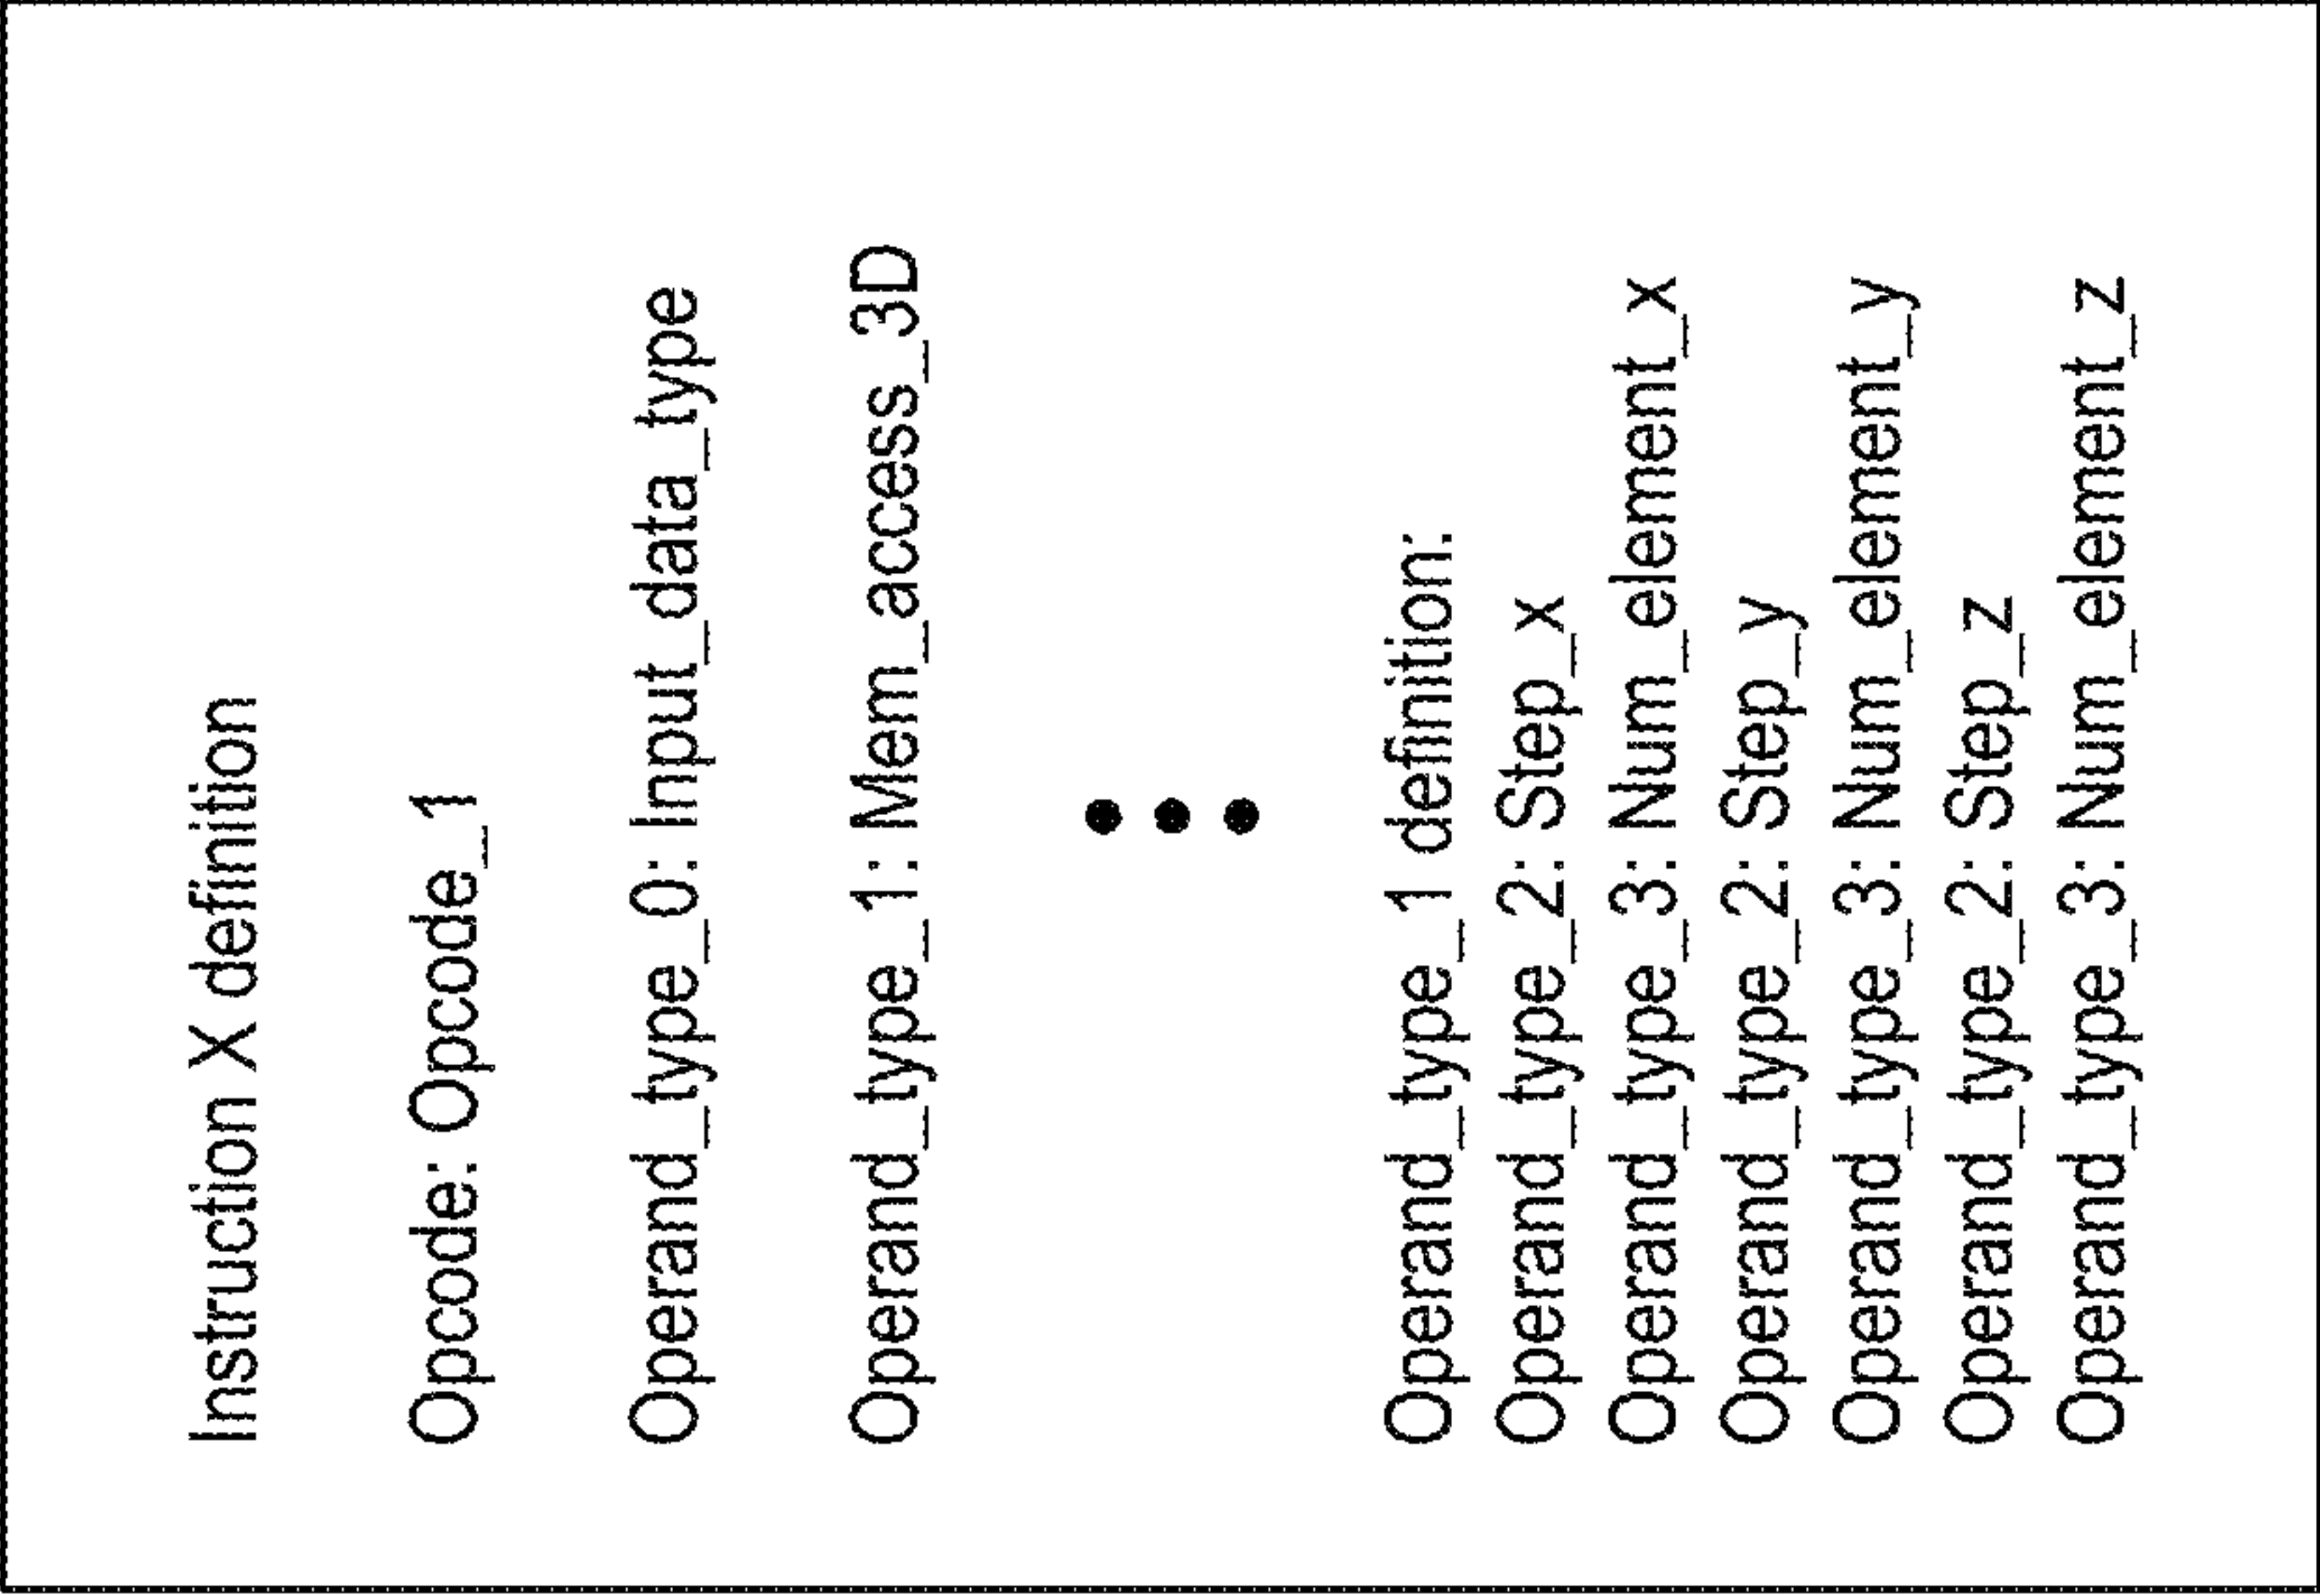 Instruction X definition
Opcode: Opcode_1
Operand_type_0: Input_data_type
Operand_type_1: Mem_access_3D
Operand_type_1 definition:
Operand_type_2: Step_x
Operand_type_3: Num_element_x
Operand_type_2: Step_y
Operand_type_3: Num_element_y
Operand_type_2: Step_z
Operand_type_3: Num_element_z